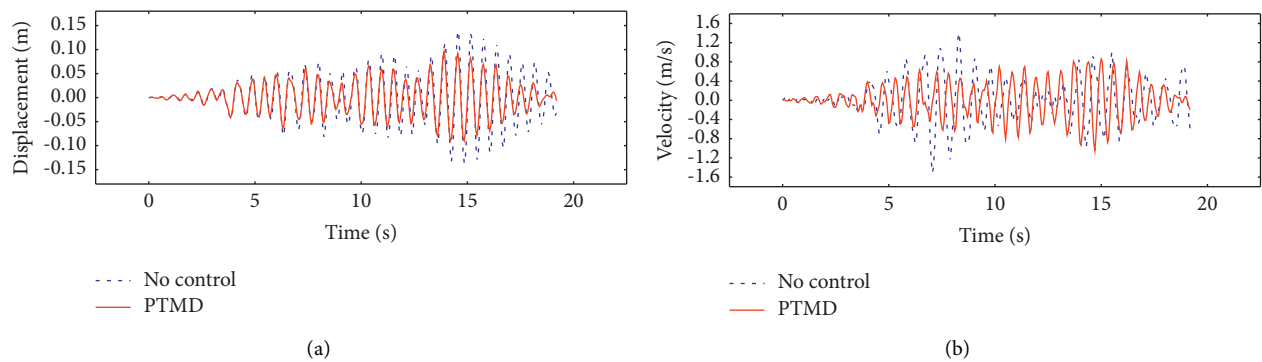 Displacement (m)
0.15
0.10
0.05
0.00
-0.05
-0.10
-0.15
0 5 10 15 20
Time (s)
No control
PTMD
(a)
Velocity (m/s)
1.6
1.2
0.8
0.4
0.0
-0.4
-0.8
-1.2
-1.6
0 5 10 15 20
Time (s)
No control
PTMD
(b)